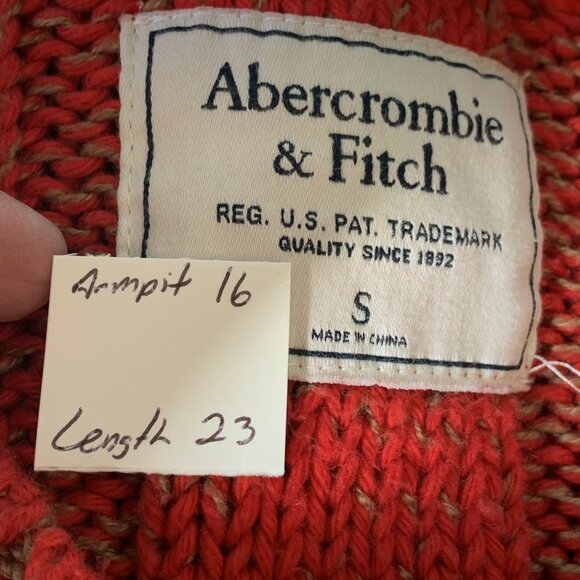 Abercrombie
& Fitch
REG. U.S. PAT. TRADEMARK
QUALITY SINCE 1892
S
MADE IN CHINA
Armpit 16
Length 23